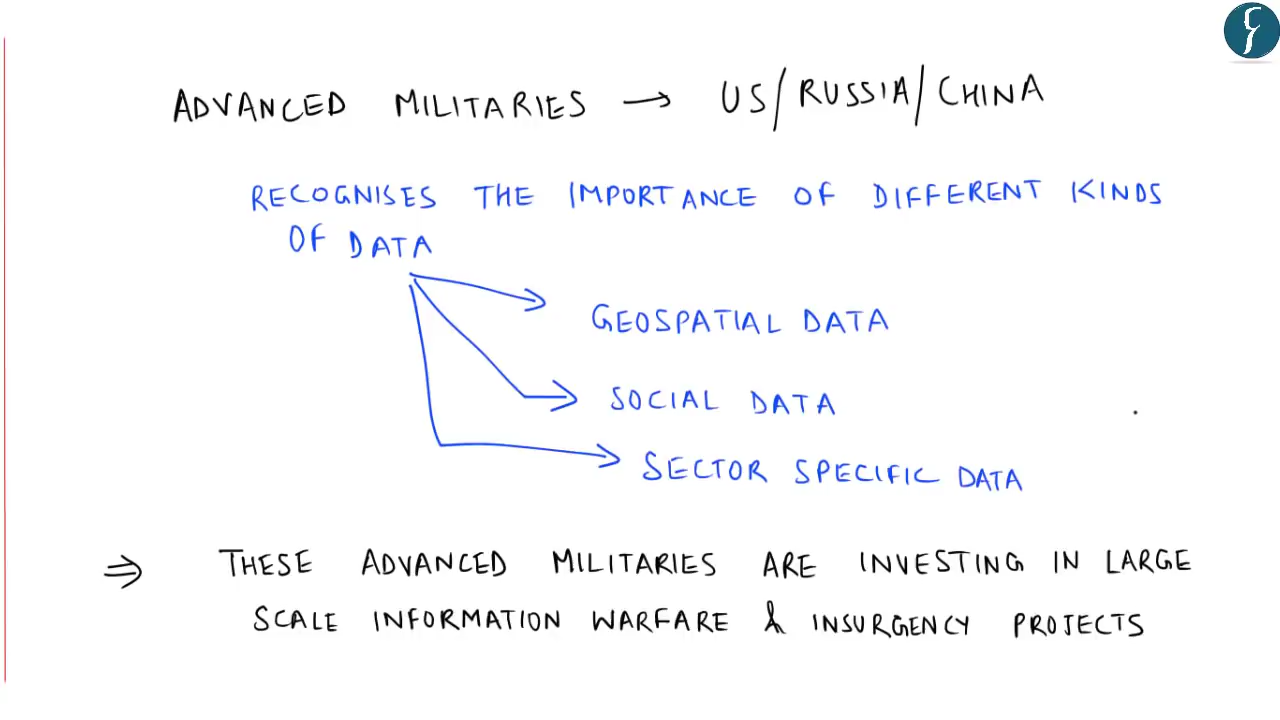 ADVANCED MILITARIES → US/RUSSIA/CHINA
RECOGNISES THE IMPORTANCE OF DIFFERENT KINDS
OF DATA
GEOSPATIAL DATA
SOCIAL DATA
SECTOR SPECIFIC DATA
⇒ THESE ADVANCED MILITARIES ARE INVESTING IN LARGE
SCALE INFORMATION WARFARE & INSURGENCY PROJECTS